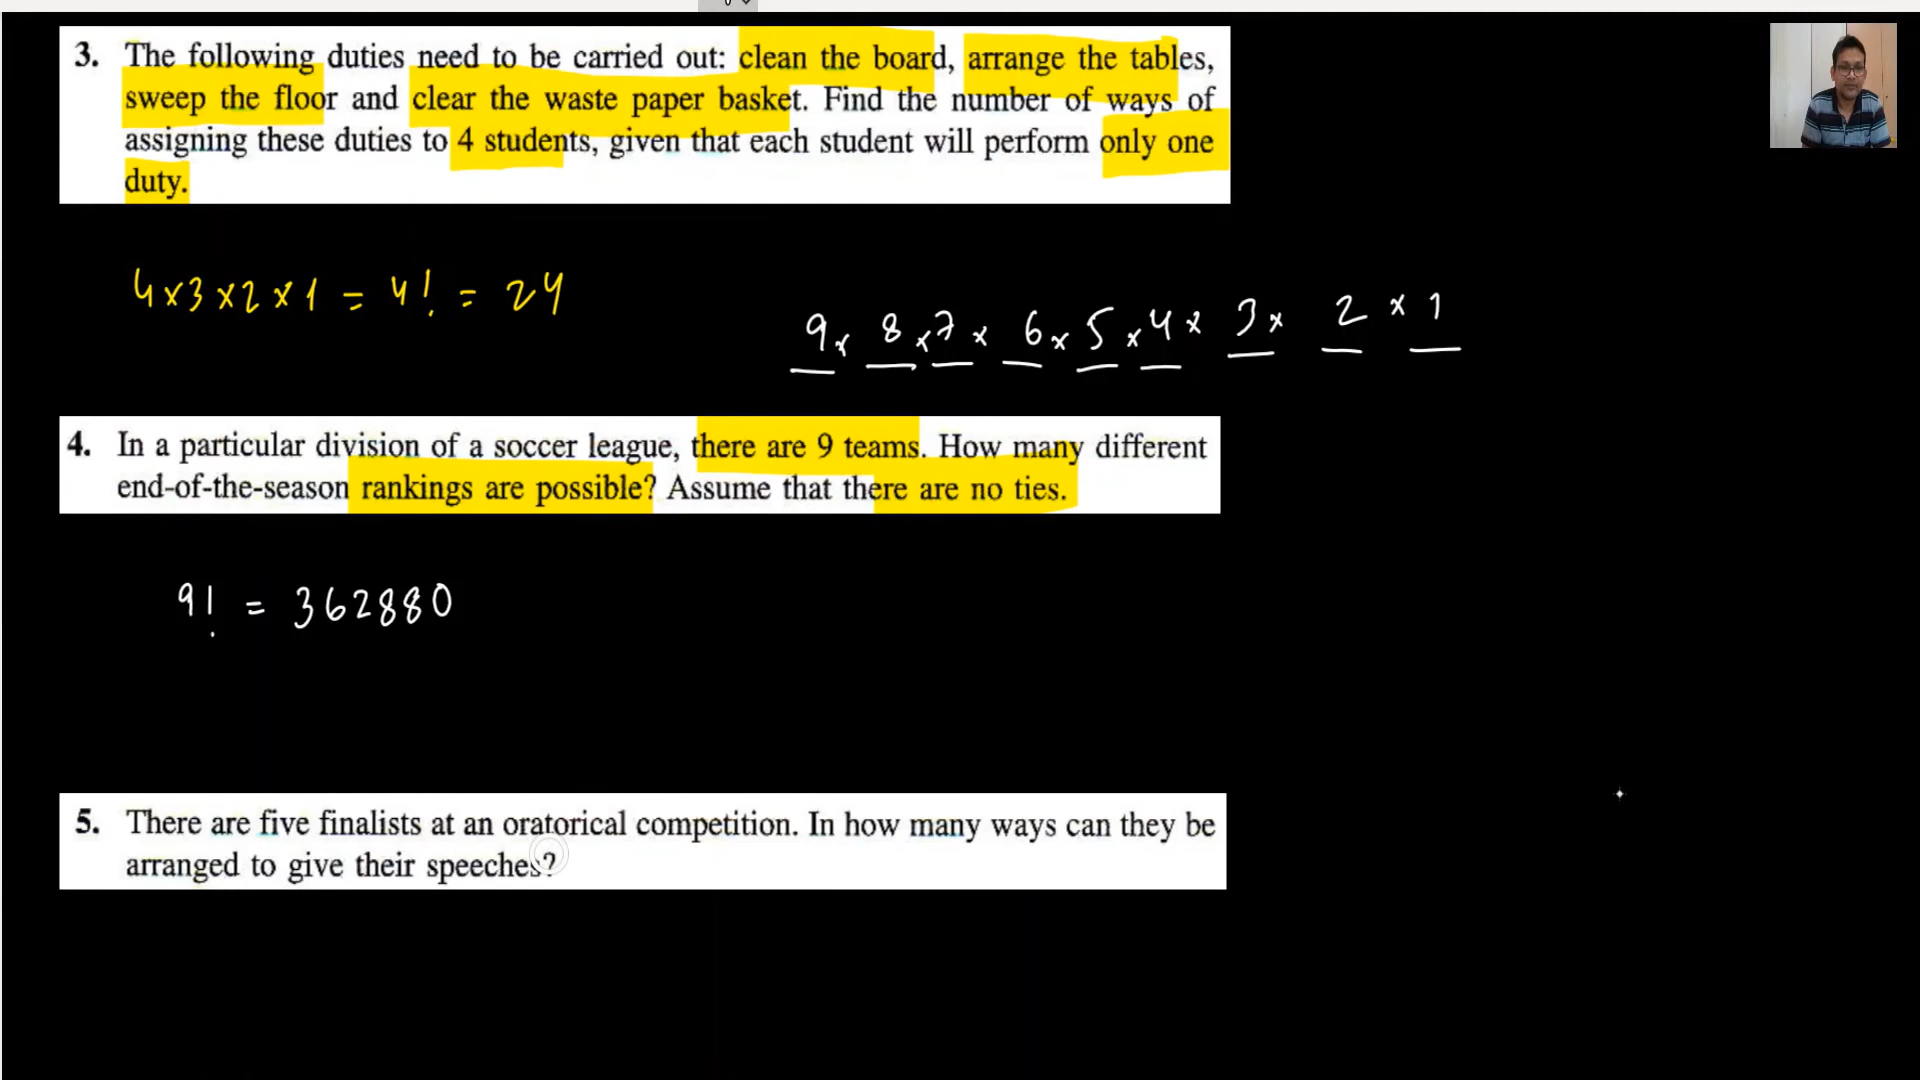 3. The following duties need to be carried out: clean the board, arrange the tables,
sweep the floor and clear the waste paper basket. Find the number of ways of
assigning these duties to 4 students, given that each student will perform only one
duty.
4 x 3 x 2 x 1 = 4! = 24
9 x 8 x 7 x 6 x 5 x 4 x 3 x 2 x 1
4. In a particular division of a soccer league, there are 9 teams. How many different
end-of-the-season rankings are possible? Assume that there are no ties.
9! = 362880
5. There are five finalists at an oratorical competition. In how many ways can they be
arranged to give their speeches?